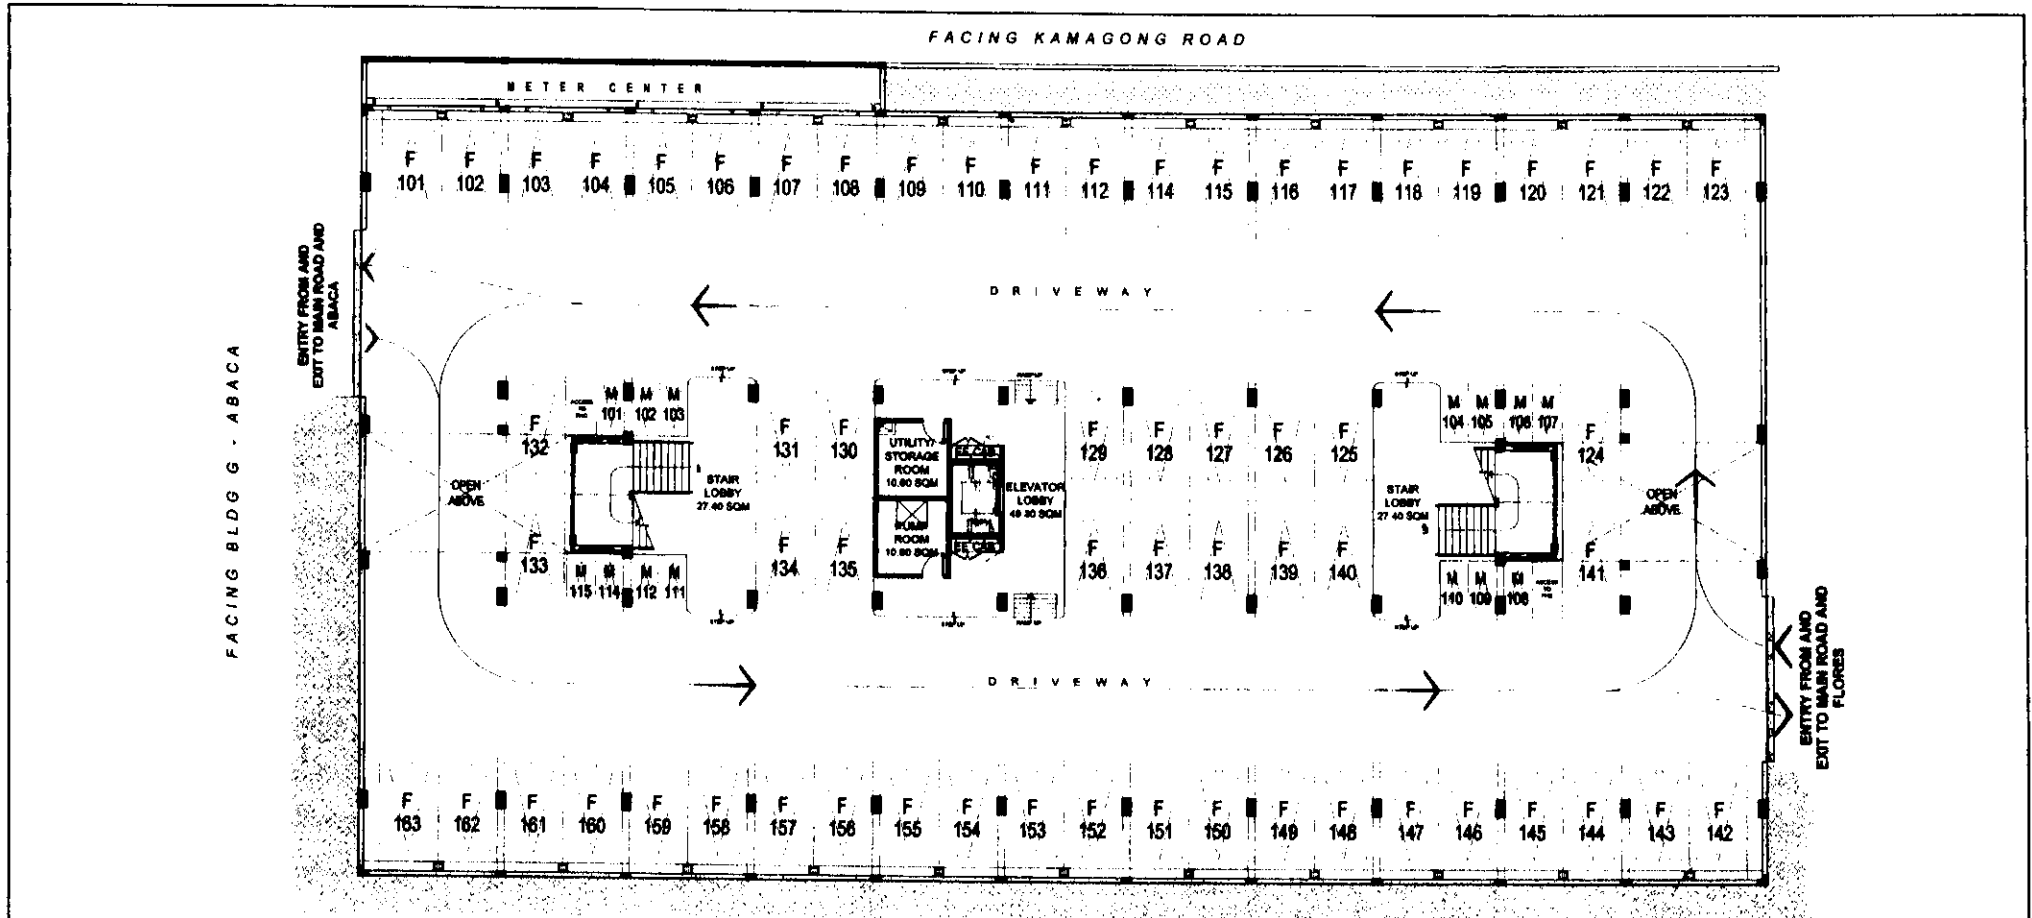 FACING KAMAGONG ROAD
METER CENTER
F F F F F F F F F F F F F F F F F F F F F F
101 102 103 104 105 106 107 108 109 110 111 112 114 115 116 117 118 119 120 121 122 123
ENTRY FROM AND
EXIT TO MAIN ROAD AND
ABACA
DRIVEWAY
FACING BLDG G - ABACA
M M M
101 102 103
M M M M
104 105 106 107
F F F F F F F F F F
132 131 130 129 128 127 126 125 124
UTILITY/
STORAGE
ROOM
10.60 SQM
EE CAB.
OPEN
ABOVE
STAIR
LOBBY
27.40 SQM
ELEVATOR
LOBBY
STAIR
LOBBY
27.40 SQM
OPEN
ABOVE
PUMP
ROOM
EE CAB.
F F F F F F F F F F
133 134 135 136 137 138 139 140 141
M M M M
115 114 112 111
M M M
110 109 108
DRIVEWAY
ENTRY FROM AND
EXIT TO MAIN ROAD AND
FLORES
F F F F F F F F F F F F F F F F F F F F F F
163 162 161 160 159 158 157 156 155 154 153 152 151 150 149 148 147 146 145 144 143 142